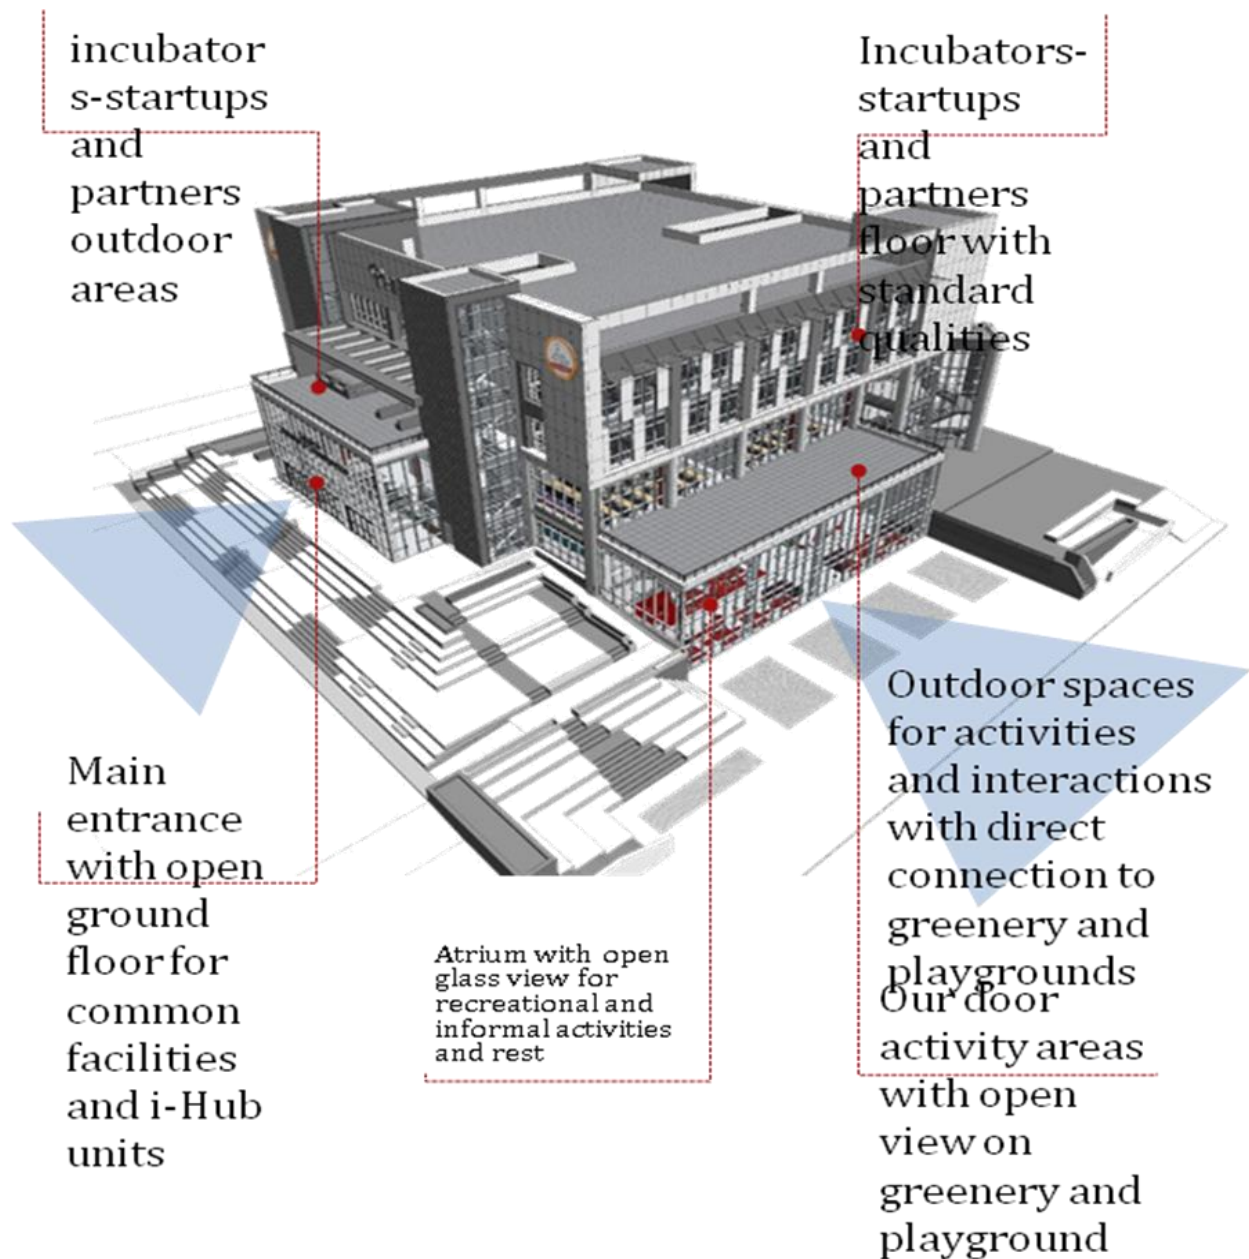 incubator
s-startups
and
partners
outdoor
areas
Incubators-
startups
and
partners
floor with
standard
qualities
Main
entrance
with open
ground
floor for
common
facilities
and i-Hub
units
Atrium with open
glass view for
recreational and
informal activities
and rest
Outdoor spaces
for activities
and interactions
with direct
connection to
greenery and
playgrounds
Our door
activity areas
with open
view on
greenery and
playground